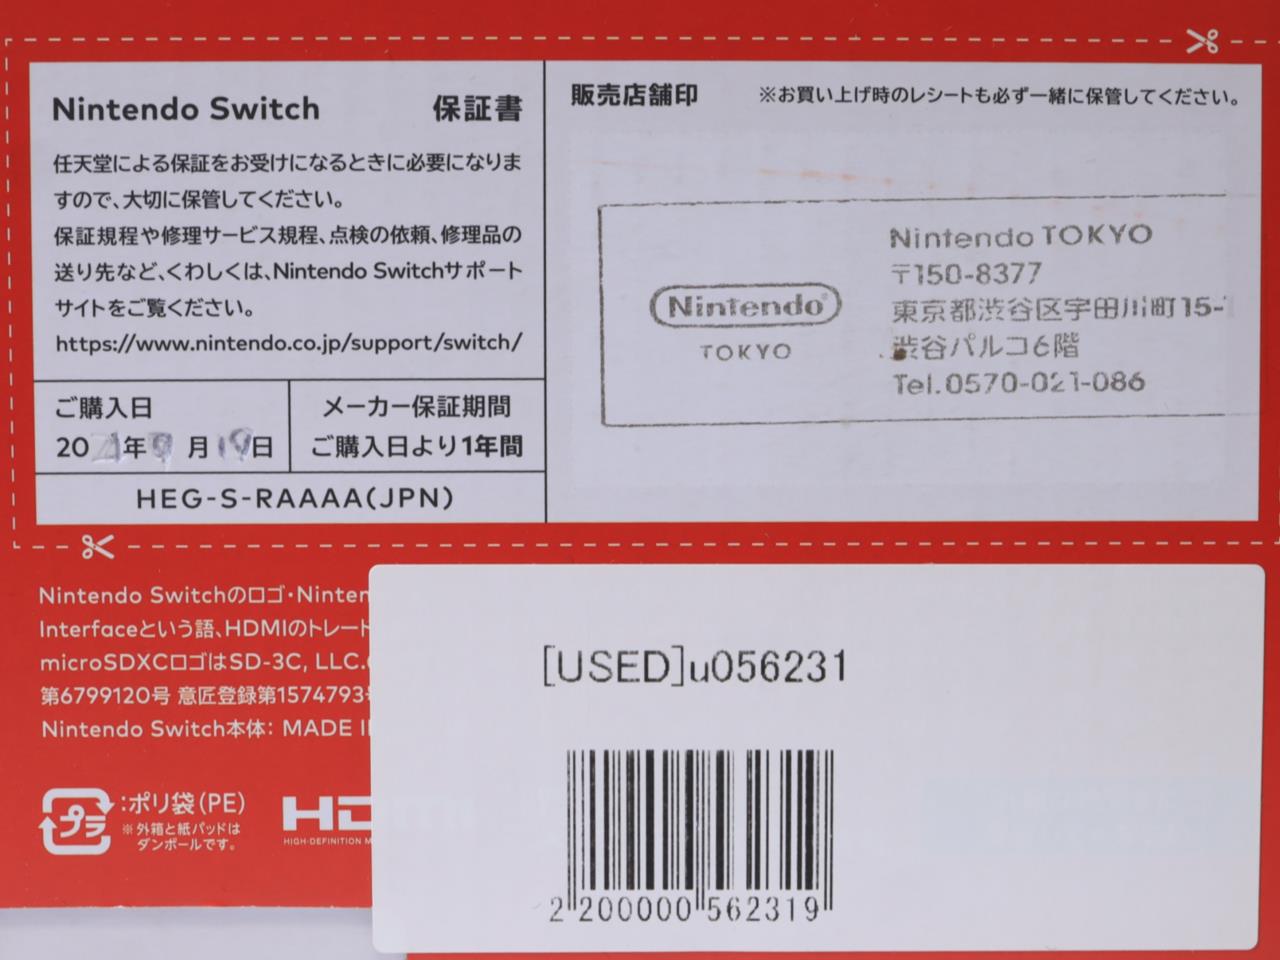 Nintendo Switch 保証書
任天堂による保証をお受けになるときに必要になりま
すので、大切に保管してください。
保証規程や修理サービス規程、点検の依頼、修理品の
送り先など、くわしくは、Nintendo Switchサポート
サイトをご覧ください。
https://www.nintendo.co.jp/support/switch/
ご購入日
2021年9月19日
メーカー保証期間
ご購入日より1年間
HEG-S-RAAAA(JPN)
販売店舗印 ※お買い上げ時のレシートも必ず一緒に保管してください。
Nintendo
TOKYO
Nintendo TOKYO
〒150-8377
東京都渋谷区宇田川町15-
渋谷パルコ6階
Tel.0570-021-086
Nintendo Switchのロゴ・Ninten
Interfaceという語、HDMIのトレード
microSDXCロゴはSD-3C, LLC.
第6799120号 意匠登録第1574793号
Nintendo Switch本体: MADE I
プラ
:ポリ袋(PE)
※外箱と紙パッドは
ダンボールです。
HD
HIGH-DEFINITION M
[USED]u056231
2 200000 562319